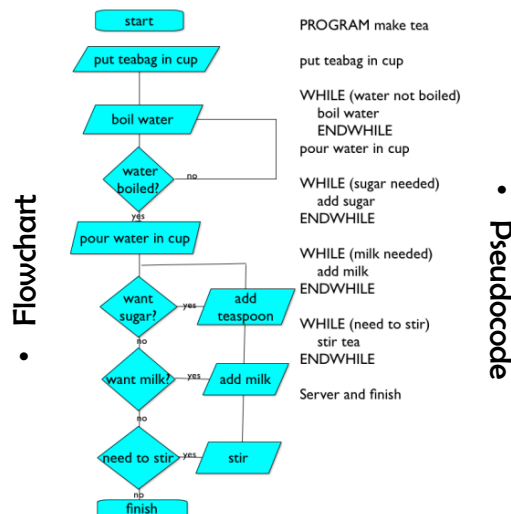 • Flowchart
start
put teabag in cup
boil water
water
boiled?
no
yes
pour water in cup
want
sugar?
yes
add
teaspoon
no
want milk?
yes
add milk
no
need to stir
yes
stir
no
finish
PROGRAM make tea
put teabag in cup
WHILE (water not boiled)
boil water
ENDWHILE
pour water in cup
WHILE (sugar needed)
add sugar
ENDWHILE
WHILE (milk needed)
add milk
ENDWHILE
WHILE (need to stir)
stir tea
ENDWHILE
Server and finish
• Pseudocode